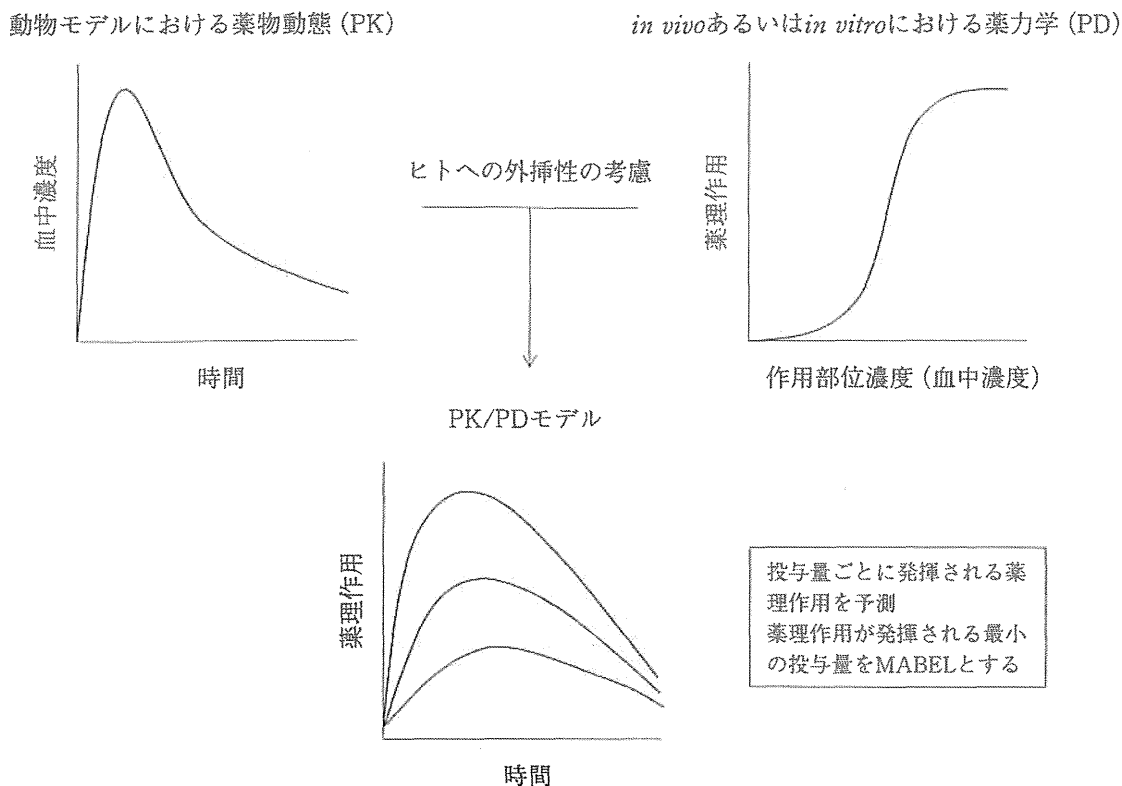 動物モデルにおける薬物動態 (PK)
in vivoあるいはin vitroにおける薬力学 (PD)
血中濃度
時間
ヒトへの外挿性の考慮
薬理作用
作用部位濃度 (血中濃度)
PK/PDモデル
薬理作用
時間
投与量ごとに発揮される薬
理作用を予測
薬理作用が発揮される最小
の投与量をMABELとする